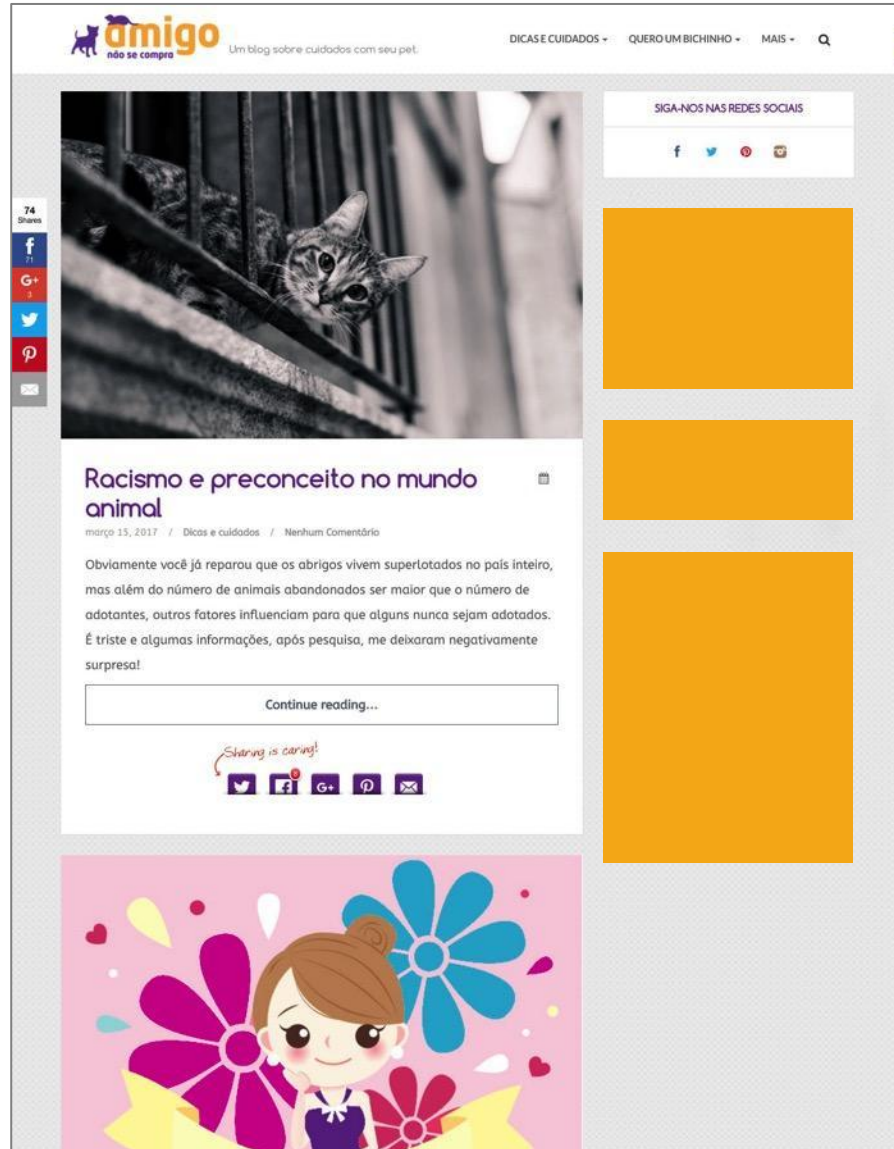 amigo
não se compra
Um blog sobre cuidados com seu pet.
DICAS E CUIDADOS
QUERO UM BICHINHO
MAIS
SIGA-NOS NAS REDES SOCIAIS
74
Shares
71
G+
3
Racismo e preconceito no mundo
animal
março 15, 2017 / Dicas e cuidados / Nenhum Comentário
Obviamente você já reparou que os abrigos vivem superlotados no país inteiro,
mas além do número de animais abandonados ser maior que o número de
adotantes, outros fatores influenciam para que alguns nunca sejam adotados.
É triste e algumas informações, após pesquisa, me deixaram negativamente
surpresa!
Continue reading...
Sharing is caring!
G+